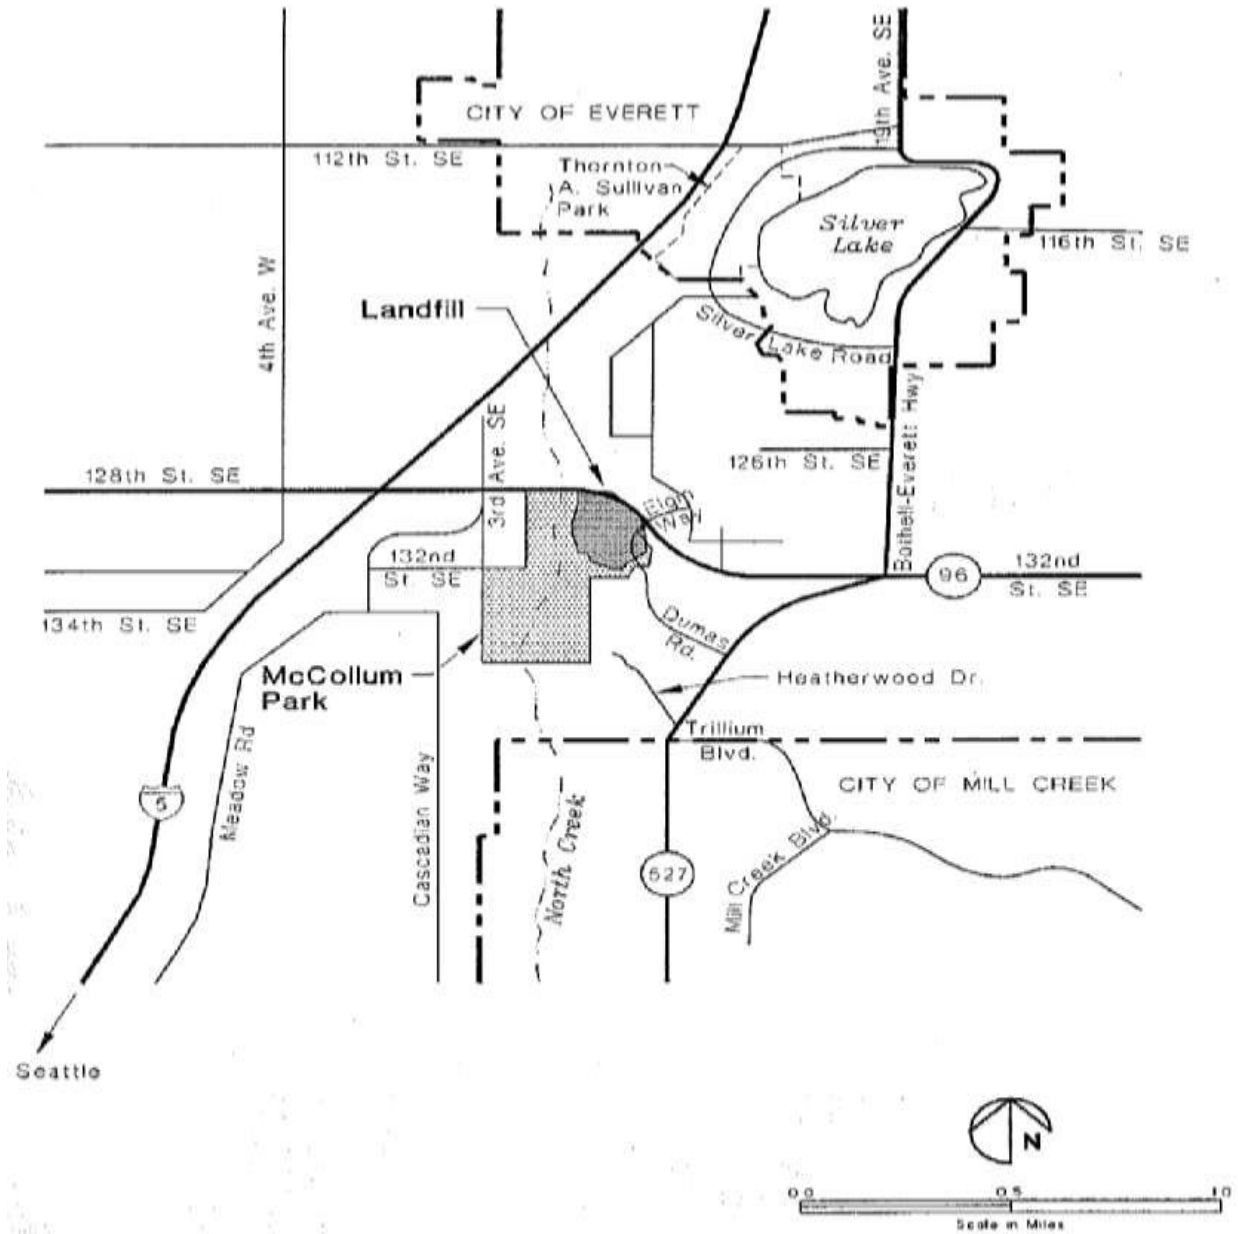 19th Ave. SE
CITY OF EVERETT
112th St. SE
Thornton
A. Sullivan
Park
Silver
Lake
116th St. SE
4th Ave. W
Landfill
Silver Lake Road
Bothell-Everett Hwy
3rd Ave. SE
126th St. SE
128th St. SE
Elgin
Way
132nd
St. SE
96
132nd
St. SE
134th St. SE
Dumas
Rd.
McCollum
Park
Heatherwood Dr.
Trillium
Blvd.
Meadow Rd
5
Cascadian Way
North Creek
CITY OF MILL CREEK
Mill Creek Blvd.
527
Seattle
N
0.0 0.5 1.0
Scale in Miles